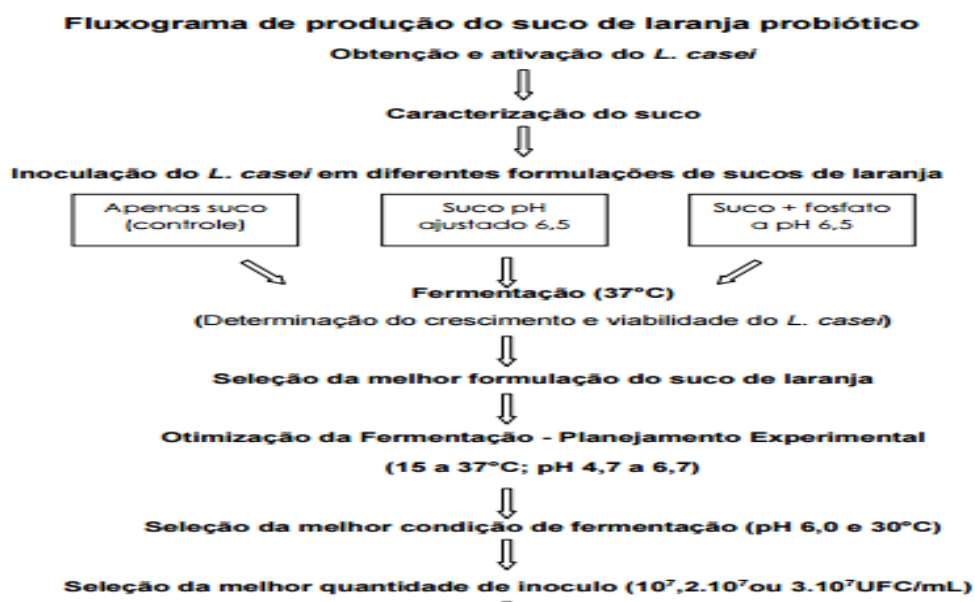 Fluxograma de produção do suco de laranja probiótico
Obtenção e ativação do L. casei
Caracterização do suco
Inoculação do L. casei em diferentes formulações de sucos de laranja
Apenas suco
(controle)
Suco pH
ajustado 6,5
Suco + fosfato
a pH 6,5
Fermentação (37°C)
(Determinação do crescimento e viabilidade do L. casei)
Seleção da melhor formulação do suco de laranja
Otimização da Fermentação - Planejamento Experimental
(15 a 37°C; pH 4,7 a 6,7)
Seleção da melhor condição de fermentação (pH 6,0 e 30°C)
Seleção da melhor quantidade de inoculo (10⁷,2.10⁷ou 3.10⁷UFC/mL)